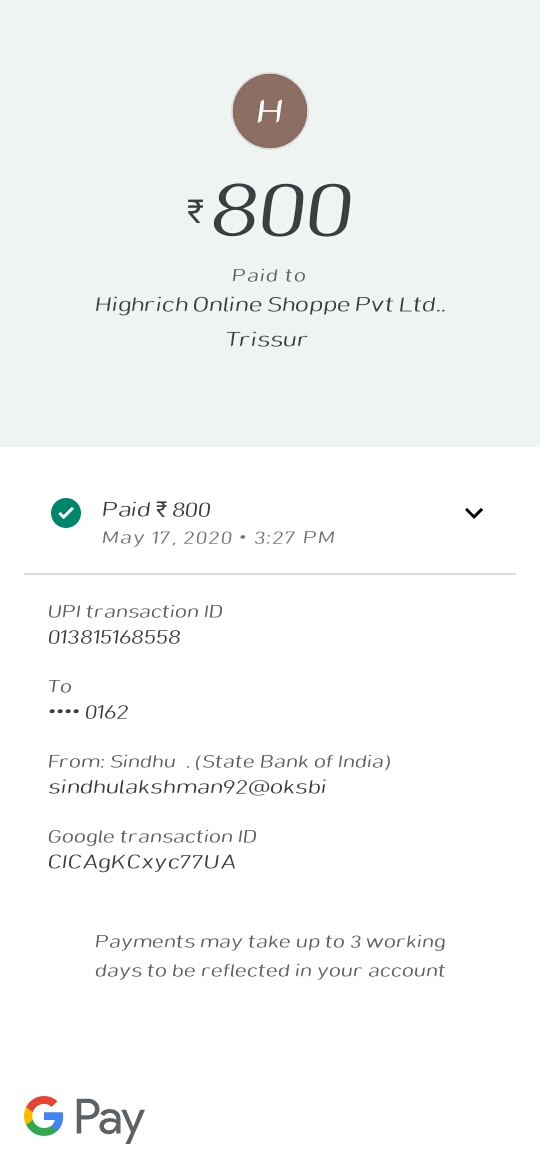 H
₹800
Paid to
Highrich Online Shoppe Pvt Ltd..
Trissur
Paid ₹ 800
May 17, 2020 • 3:27 PM
UPI transaction ID
013815168558
To
•••• 0162
From: Sindhu . (State Bank of India)
sindhulakshman92@oksbi
Google transaction ID
CICAgKCxyc77UA
Payments may take up to 3 working
days to be reflected in your account
G Pay